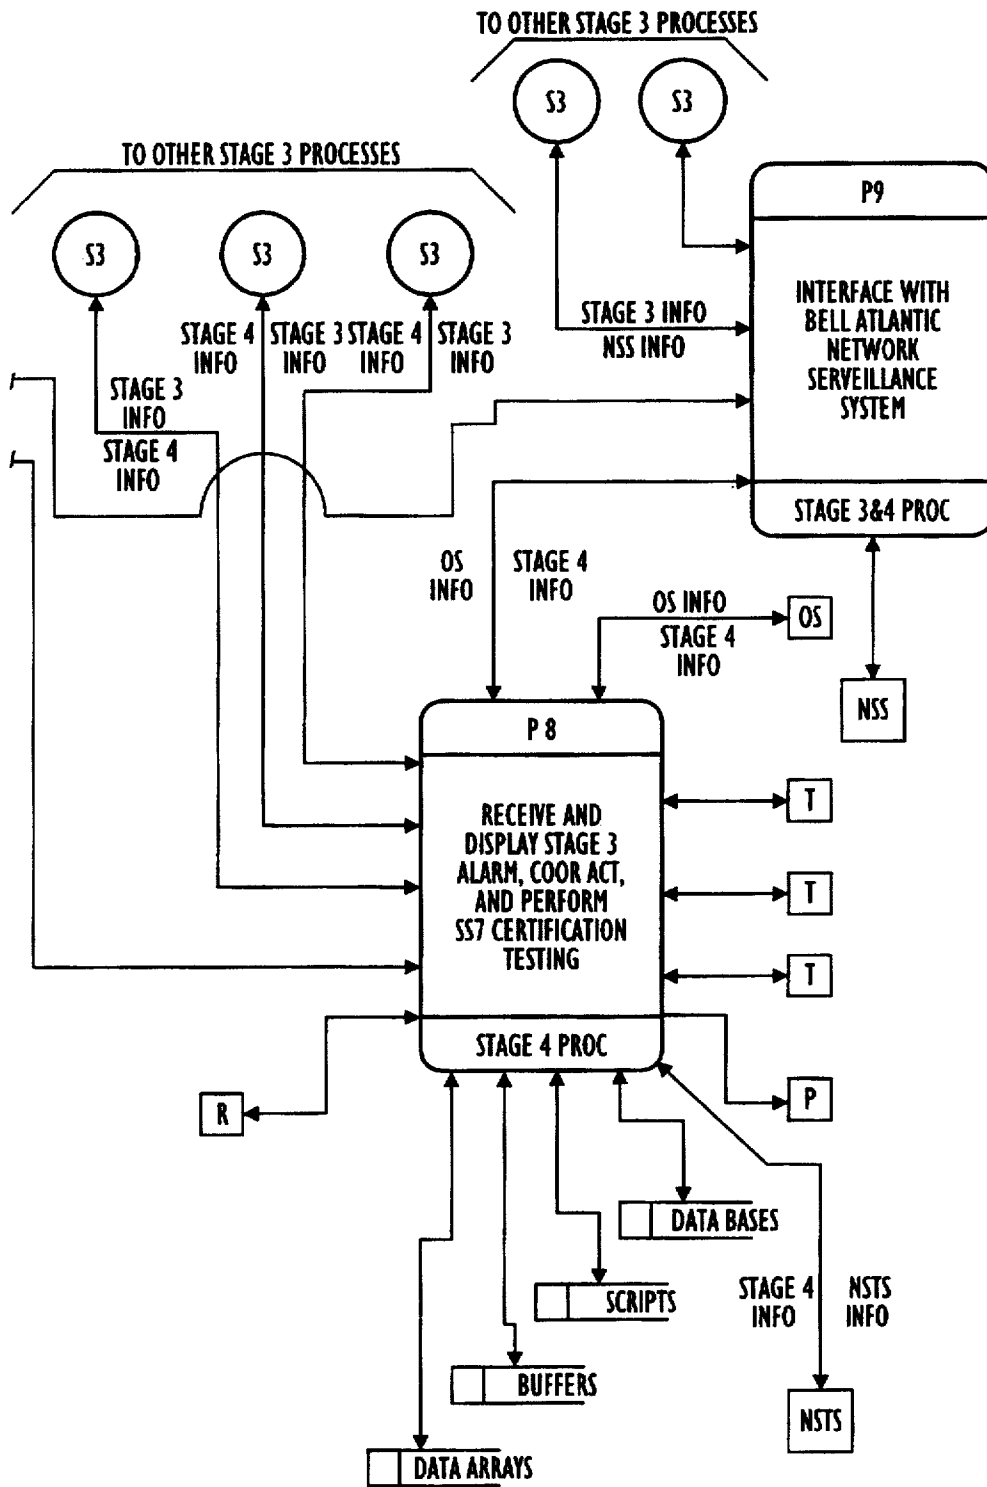 TO OTHER STAGE 3 PROCESSES
S3
S3
TO OTHER STAGE 3 PROCESSES
S3
S3
S3
P9
INTERFACE WITH
BELL ATLANTIC
NETWORK
SERVEILLANCE
SYSTEM
STAGE 3&4 PROC
STAGE 3 INFO
NSS INFO
STAGE 4
INFO
STAGE 3
INFO
STAGE 4
INFO
STAGE 3
INFO
STAGE 3
INFO
STAGE 4
INFO
OS
INFO
STAGE 4
INFO
OS INFO
STAGE 4
INFO
OS
NSS
P 8
RECEIVE AND
DISPLAY STAGE 3
ALARM, COOR ACT,
AND PERFORM
SS7 CERTIFICATION
TESTING
STAGE 4 PROC
T
T
T
P
R
DATA BASES
SCRIPTS
BUFFERS
DATA ARRAYS
STAGE 4
INFO
NSTS
INFO
NSTS